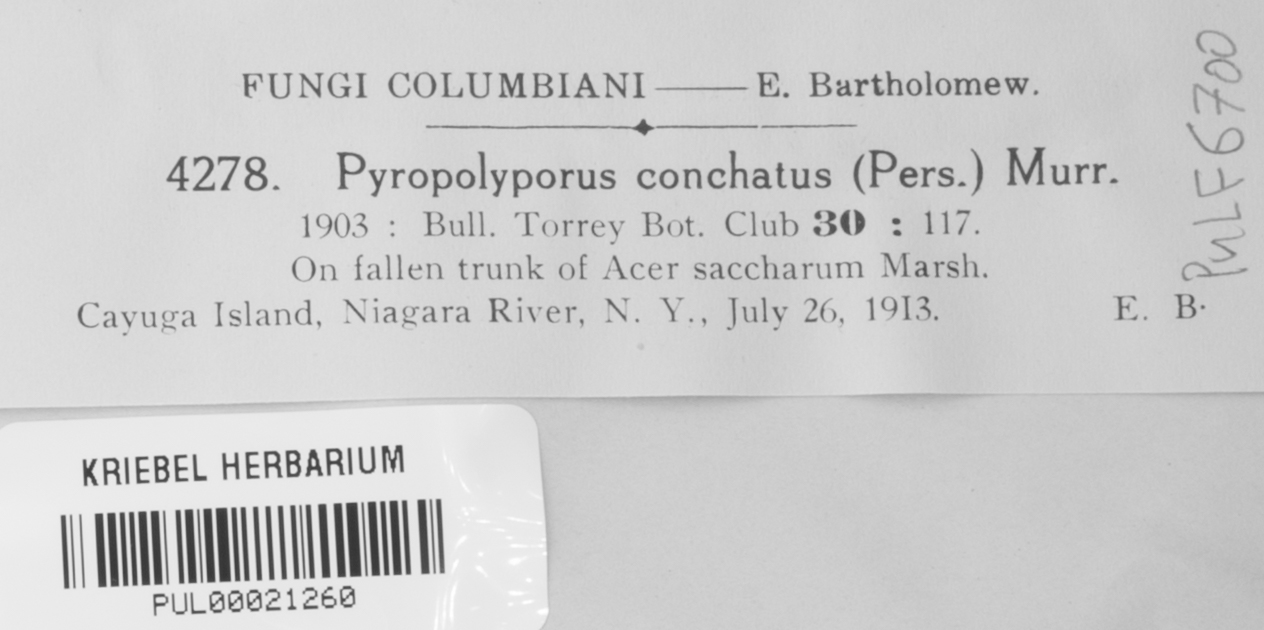 FUNGI COLUMBIANI —— E. Bartholomew.
4278. Pyropolyporus conchatus (Pers.) Murr.
1903 : Bull. Torrey Bot. Club 30 : 117.
On fallen trunk of Acer saccharum Marsh.
Cayuga Island, Niagara River, N. Y., July 26, 1913. E. B.
PulF6700
KRIEBEL HERBARIUM
PUL00021260